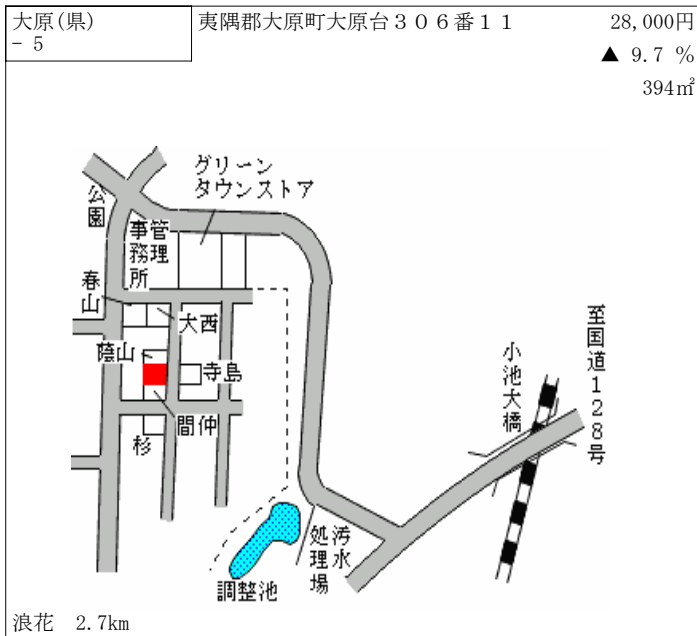 大原(県)
- 5
夷隅郡大原町大原台306番11
28,000円
▲ 9.7 %
394㎡
グリーン
タウンストア
公園
管理
事務所
春山
大西
蔭山
寺島
間仲
杉
小池大橋
至国道128号
汚水
処理場
調整池
浪花 2.7km